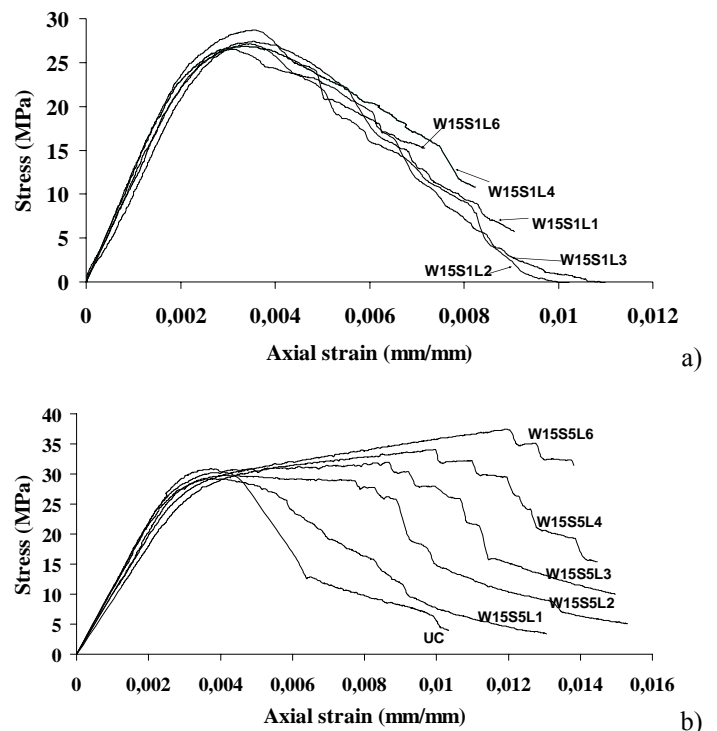 30
25
20
15
10
5
0
Stress (MPa)
W15S1L6
W15S1L4
W15S1L1
W15S1L3
W15S1L2
0 0,002 0,004 0,006 0,008 0,01 0,012
Axial strain (mm/mm)
a)
40
35
30
25
20
15
10
5
0
Stress (MPa)
W15S5L6
W15S5L4
W15S5L3
W15S5L2
W15S5L1
UC
0 0,002 0,004 0,006 0,008 0,01 0,012 0,014 0,016
Axial strain (mm/mm)
b)